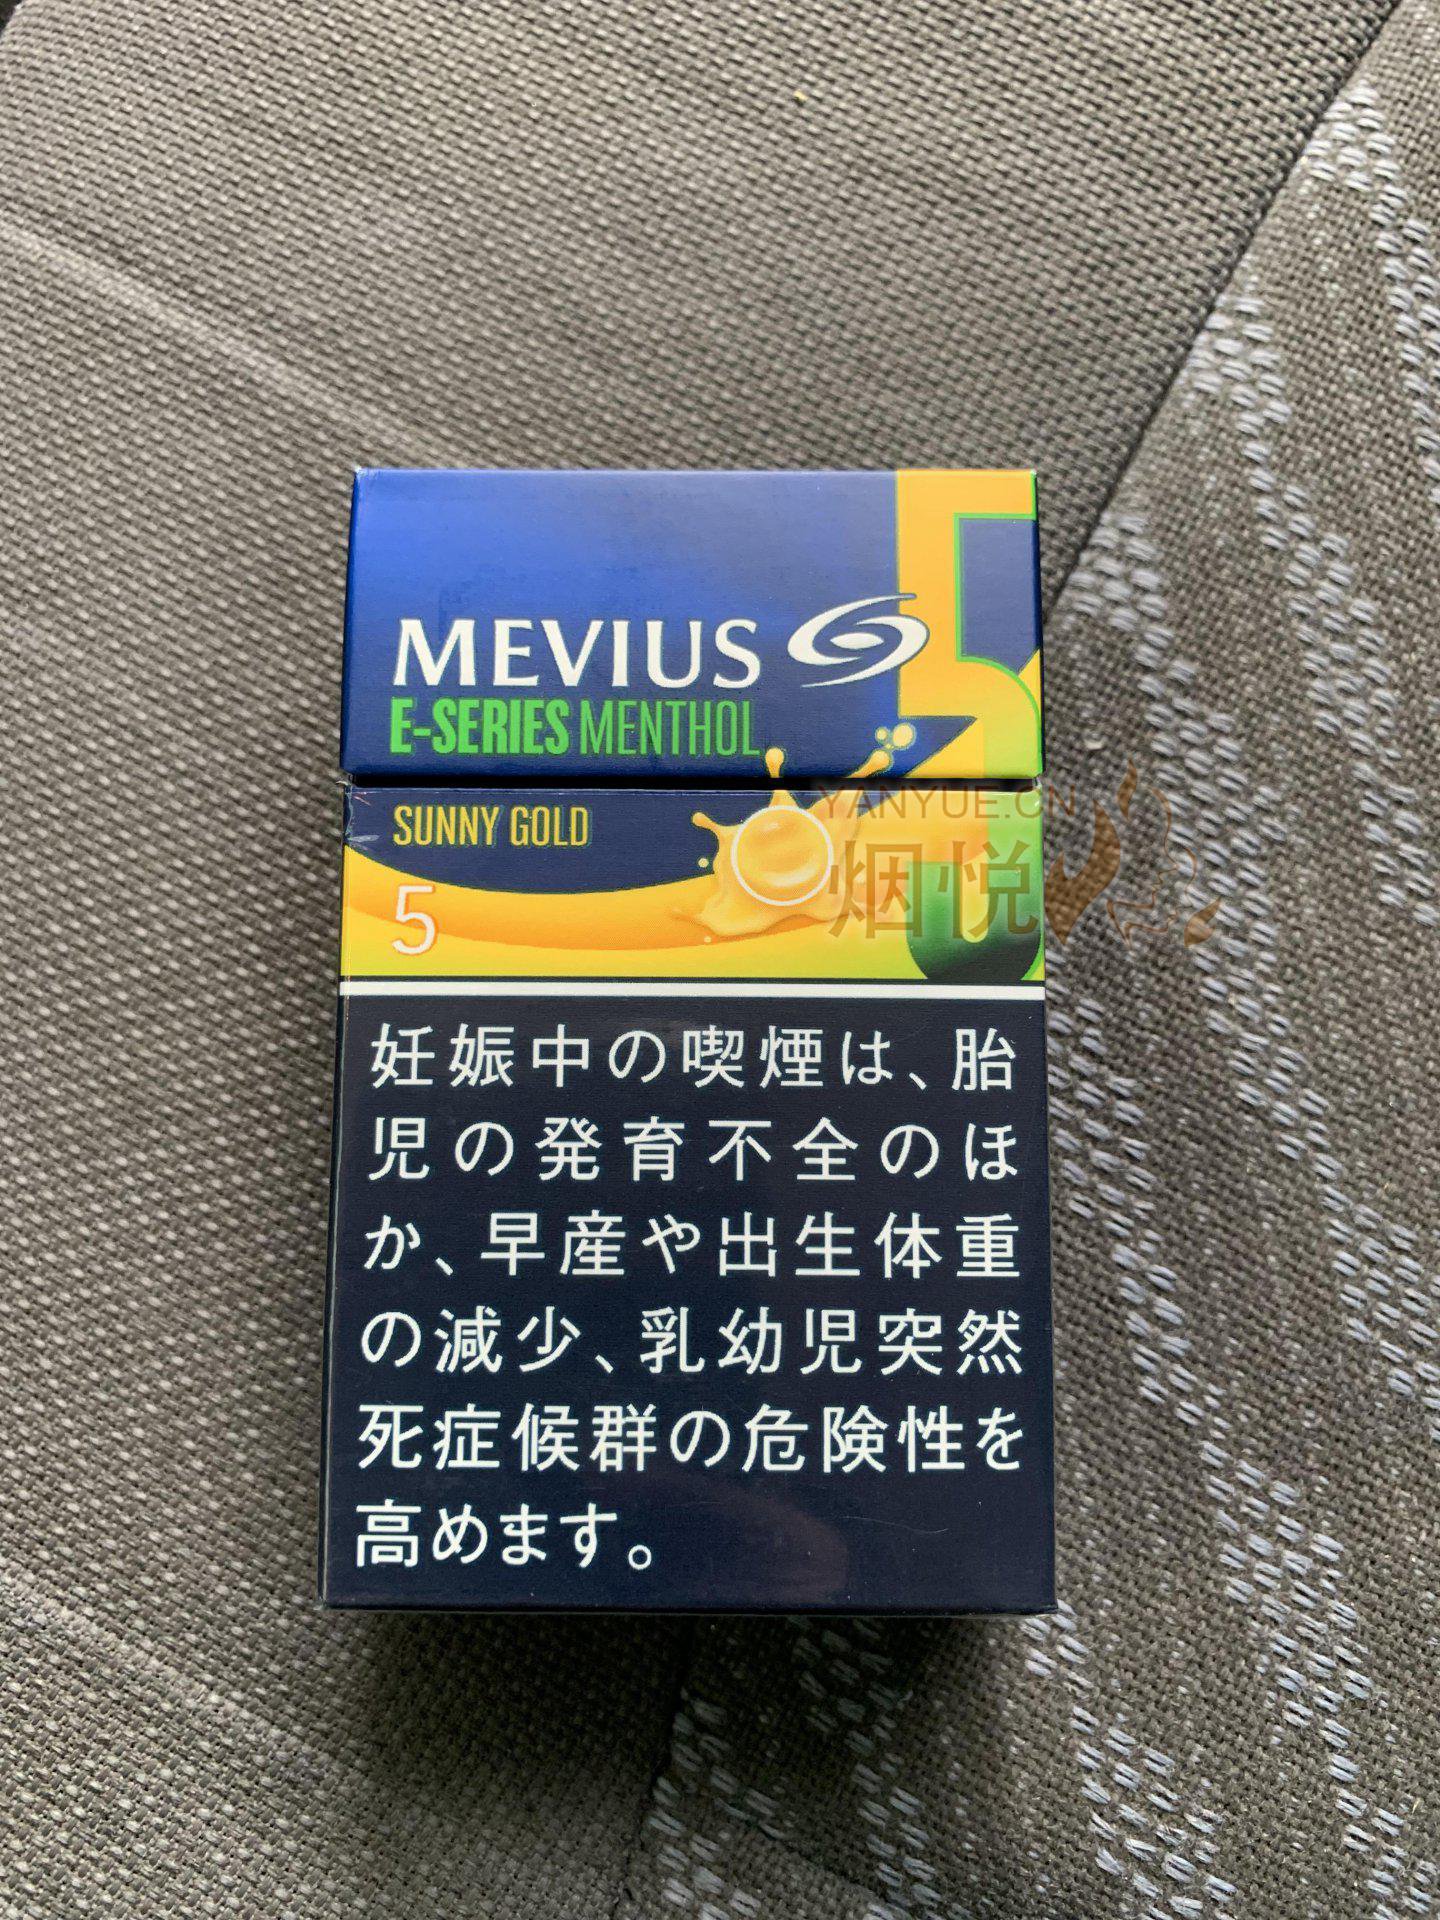 MEVIUS
E-SERIES MENTHOL
5
SUNNY GOLD
5
YANYUE.CN
烟悦
妊娠中の喫煙は、胎
児の発育不全のほ
か、早産や出生体重
の減少、乳幼児突然
死症候群の危険性を
高めます。